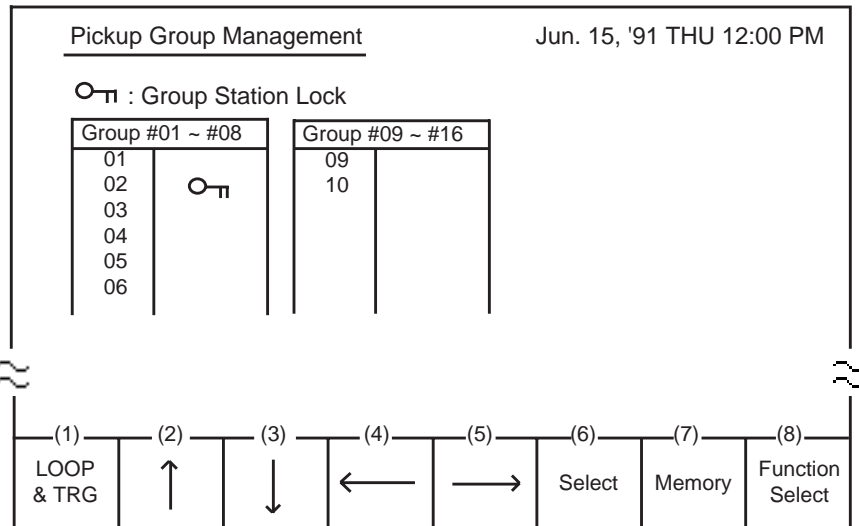 Pickup Group Management Jun. 15, '91 THU 12:00 PM
: Group Station Lock
Group #01 ~ #08 Group #09 ~ #16
01 09
02 10
03
04
05
06
(1) (2) (3) (4) (5) (6) (7) (8)
LOOP & TRG ↑ ↓ ← → Select Memory Function Select